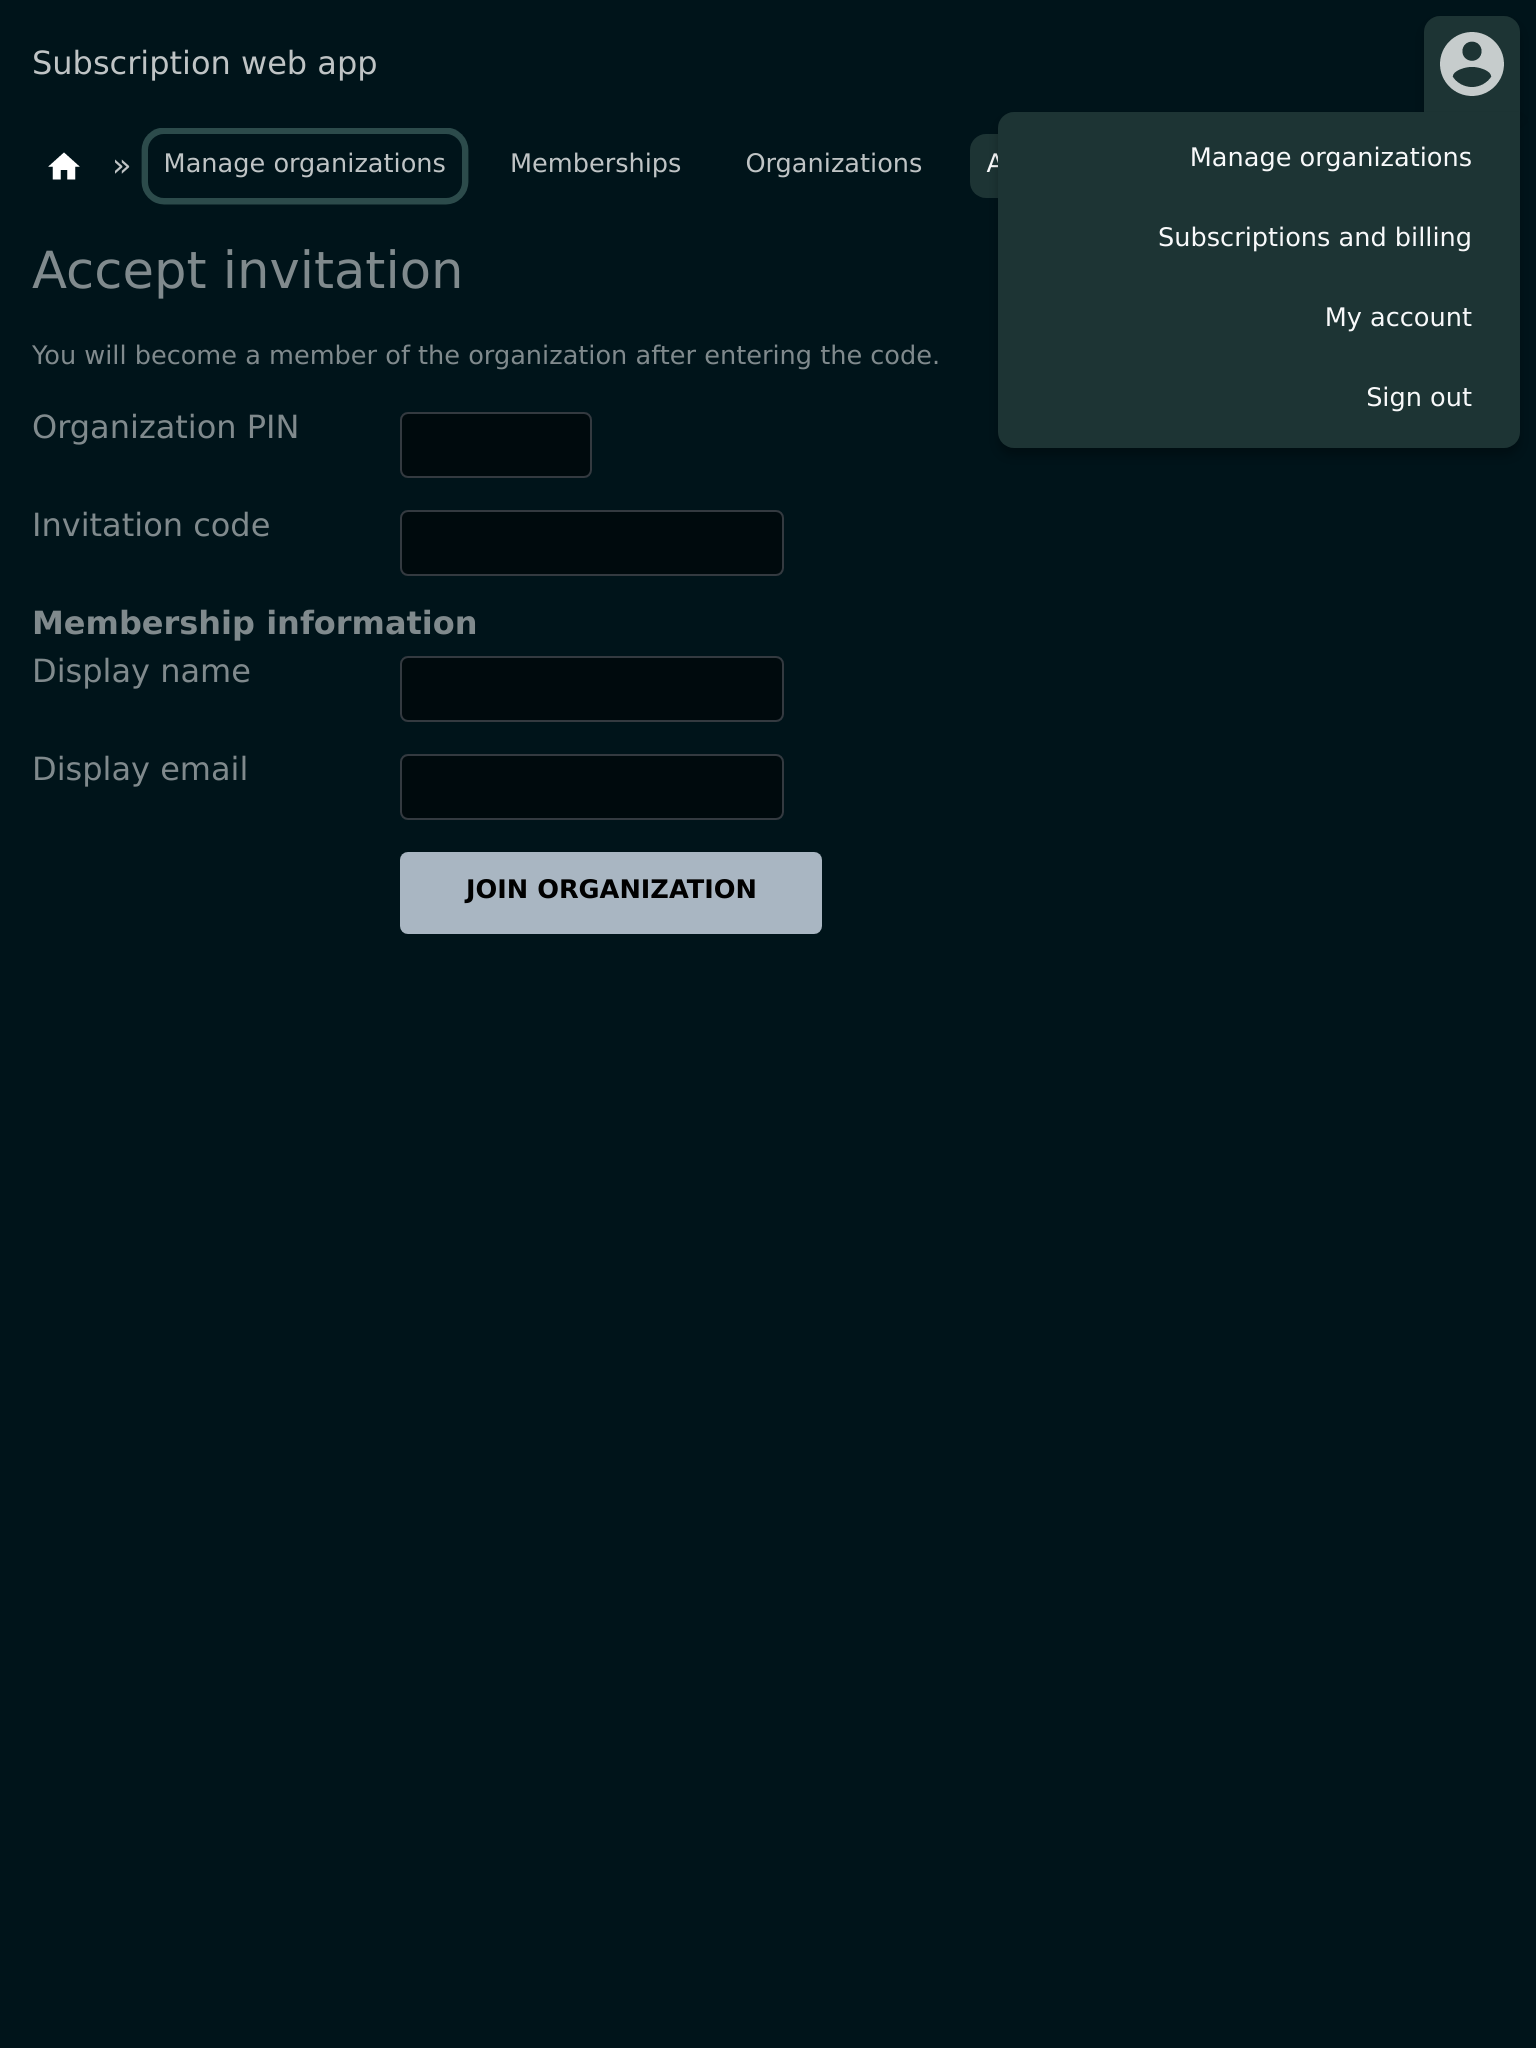 Subscription web app
» Manage organizations Memberships Organizations A
Manage organizations
Subscriptions and billing
My account
Sign out
Accept invitation
You will become a member of the organization after entering the code.
Organization PIN
Invitation code
Membership information
Display name
Display email
JOIN ORGANIZATION